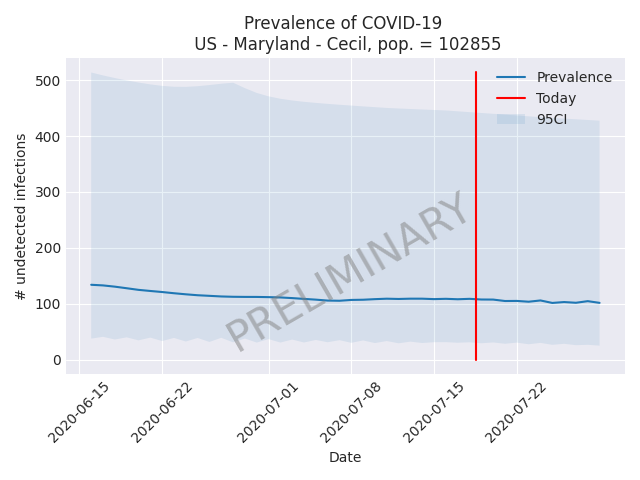 Prevalence of COVID-19
US - Maryland - Cecil, pop. = 102855
Prevalence
Today
95CI
500
400
300
200
100
0
# undetected infections
PRELIMINARY
2020-06-15
2020-06-22
2020-07-01
2020-07-08
2020-07-15
2020-07-22
Date